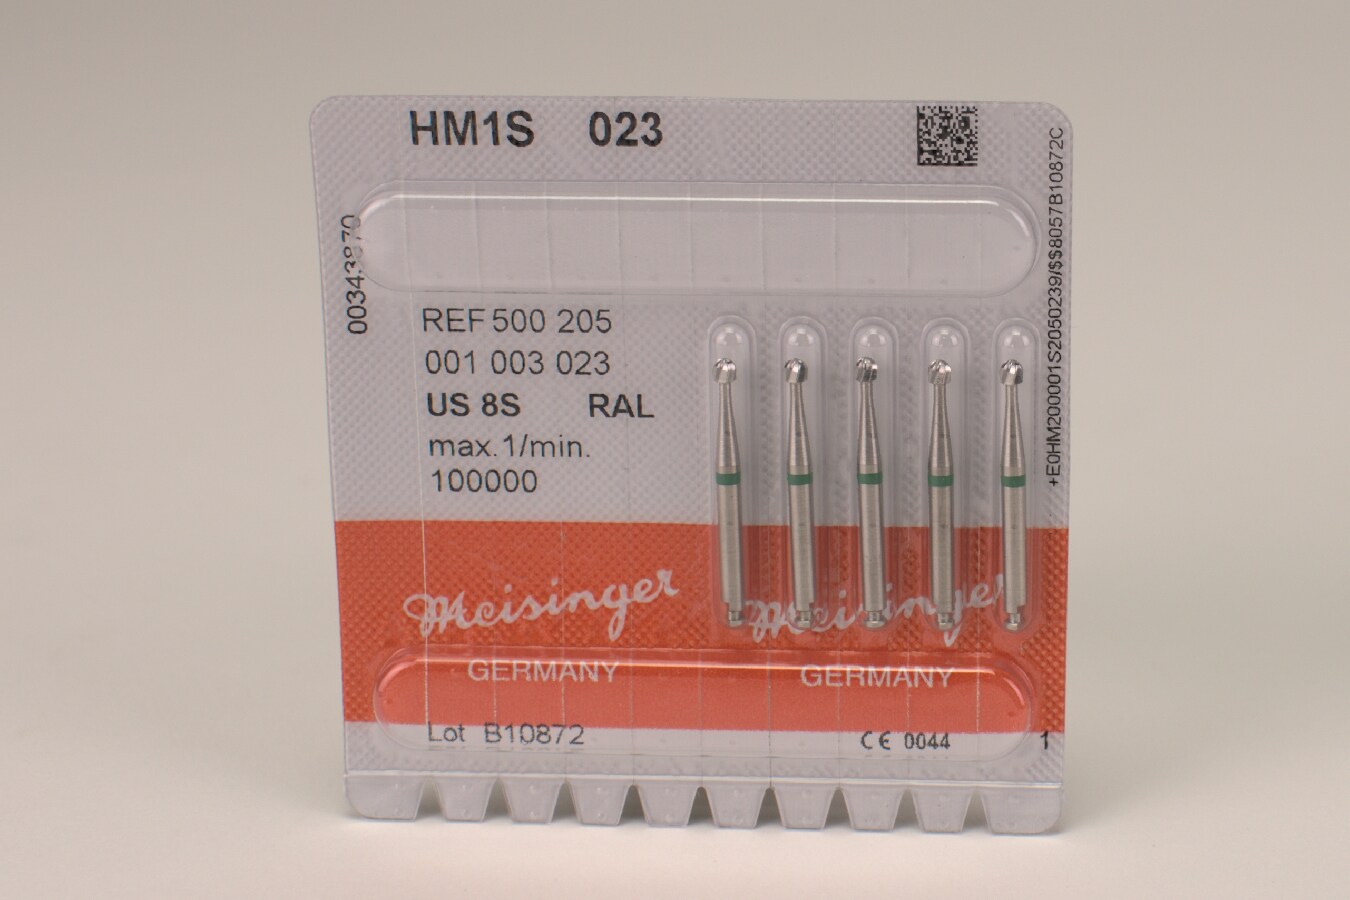 HM1S 023
00343870
REF 500 205
001 003 023
US 8S RAL
max.1/min.
100000
+E0HM200001S2050239/$$8057B10872C
Meisinger Meisinger
GERMANY GERMANY
Lot B10872
CE 0044
1